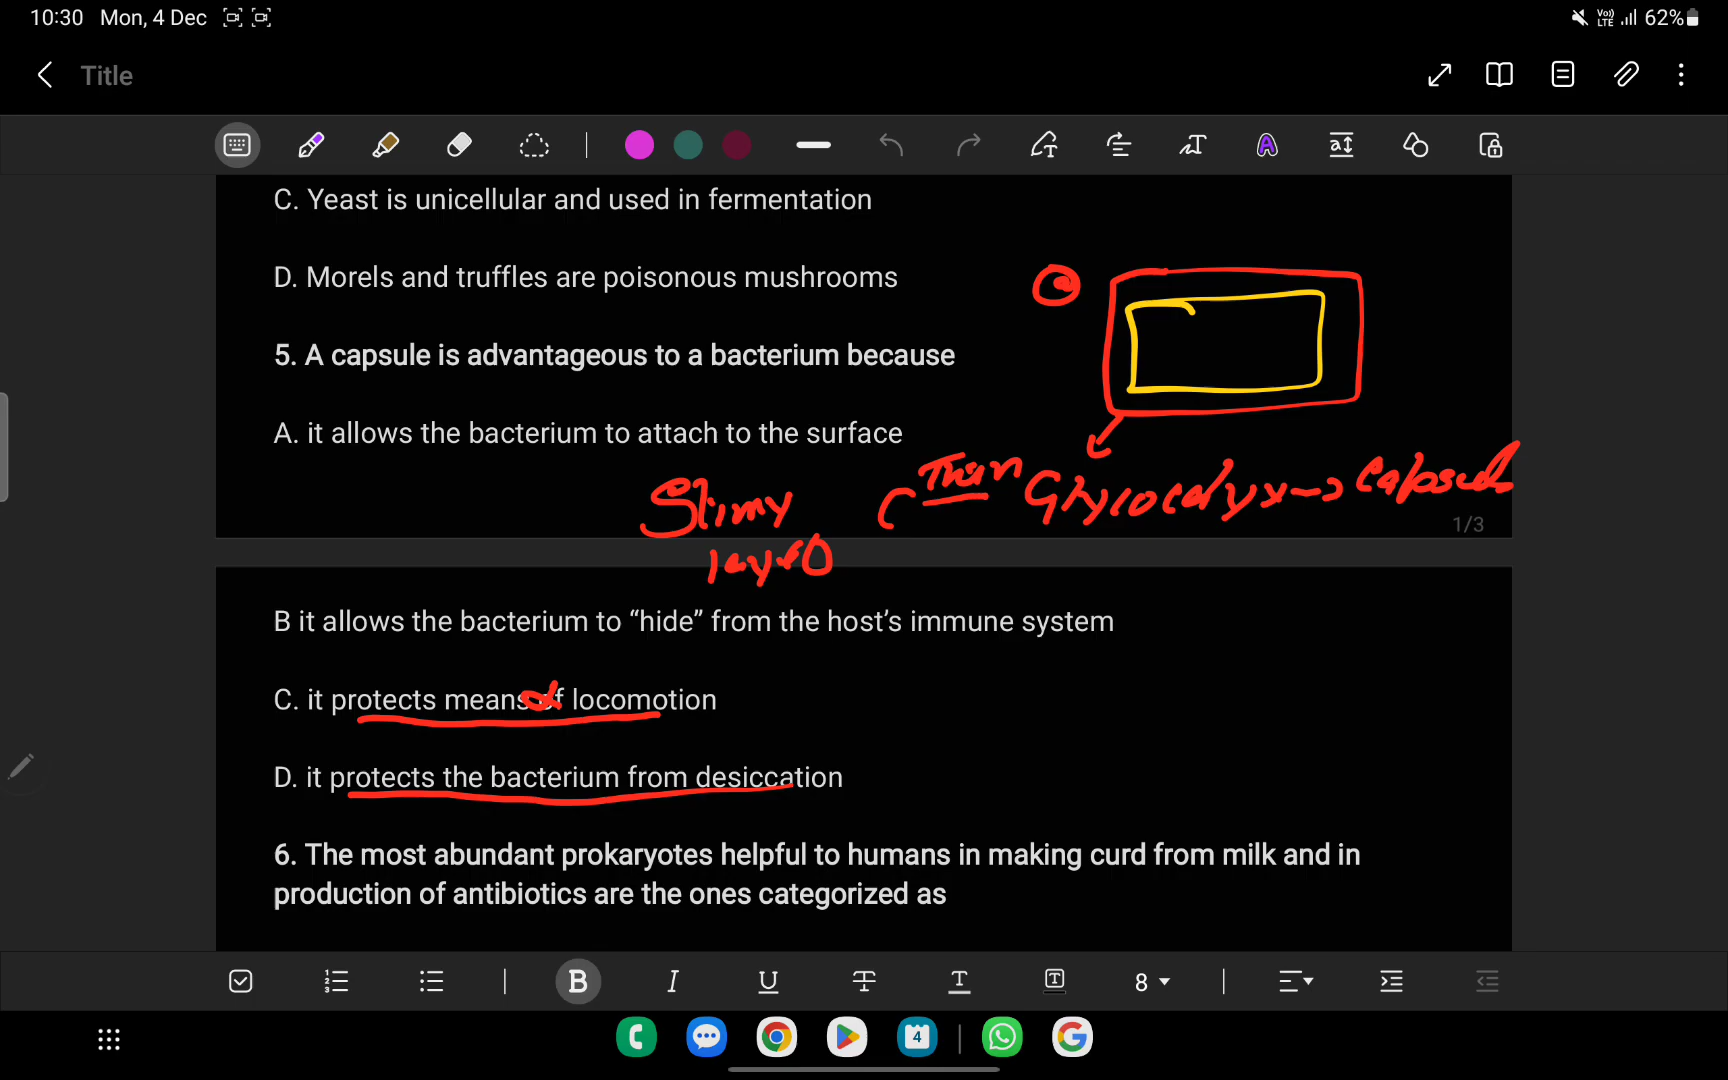 10:30 Mon, 4 Dec
Vo)) LTE 62%
Title
C. Yeast is unicellular and used in fermentation
D. Morels and truffles are poisonous mushrooms
5. A capsule is advantageous to a bacterium because
A. it allows the bacterium to attach to the surface
Slimy
Glycocalyx → Capsule
1/3
B it allows the bacterium to “hide” from the host’s immune system
C. it protects means of locomotion
D. it protects the bacterium from desiccation
6. The most abundant prokaryotes helpful to humans in making curd from milk and in
production of antibiotics are the ones categorized as
B I U T T T 8
4